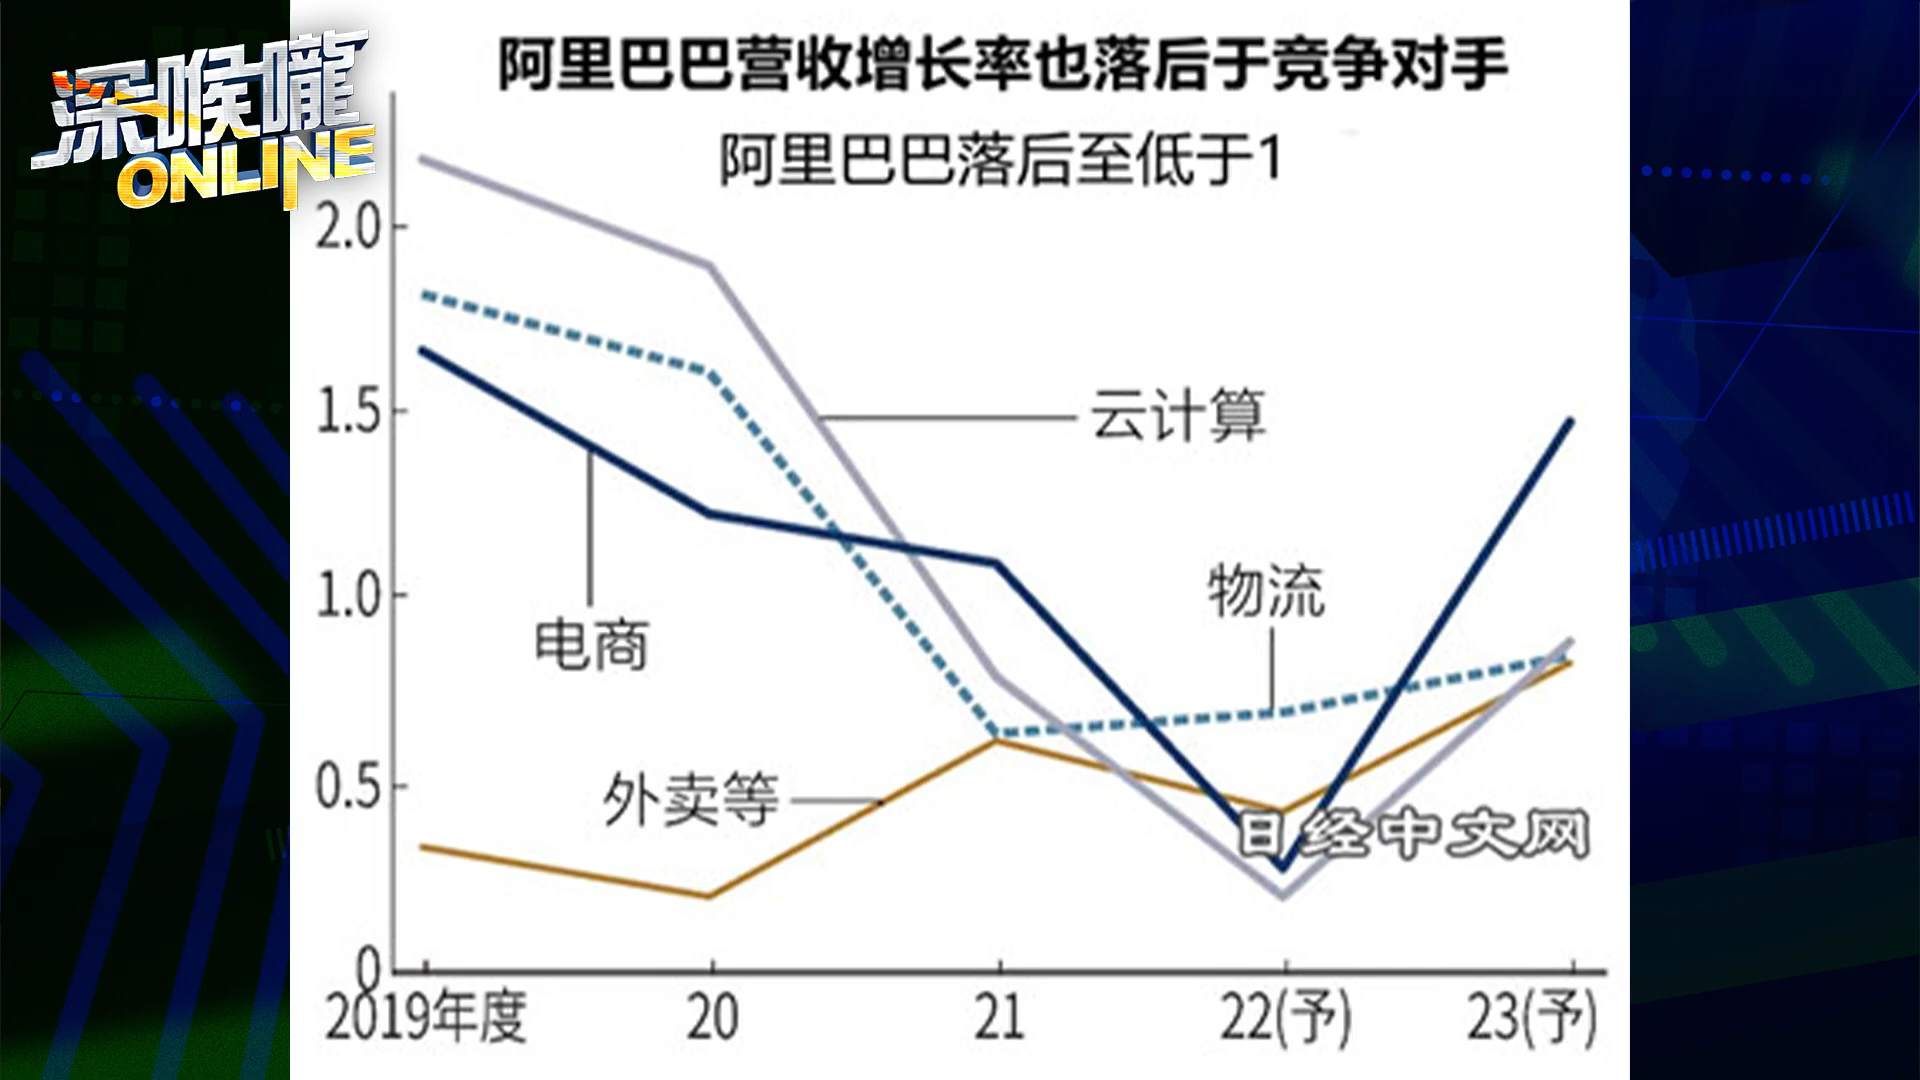 深喉嚨
ONLINE
阿里巴巴营收增长率也落后于竞争对手
阿里巴巴落后至低于1
2.0
1.5
1.0
0.5
0
云计算
电商
物流
外卖等
日经中文网
2019年度
20
21
22(予)
23(予)